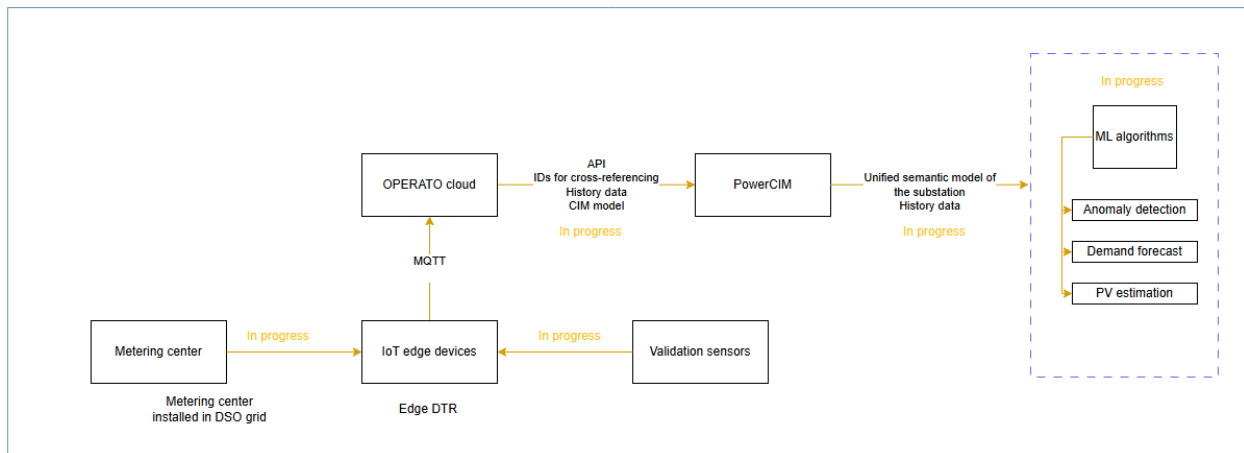 In progress
ML algorithms
API
IDs for cross-referencing
History data
CIM model
OPERATO cloud
PowerCIM
Unified semantic model of
the substation
History data
In progress
In progress
Anomaly detection
Demand forecast
PV estimation
MQTT
In progress
In progress
Metering center
IoT edge devices
Validation sensors
Metering center
installed in DSO grid
Edge DTR